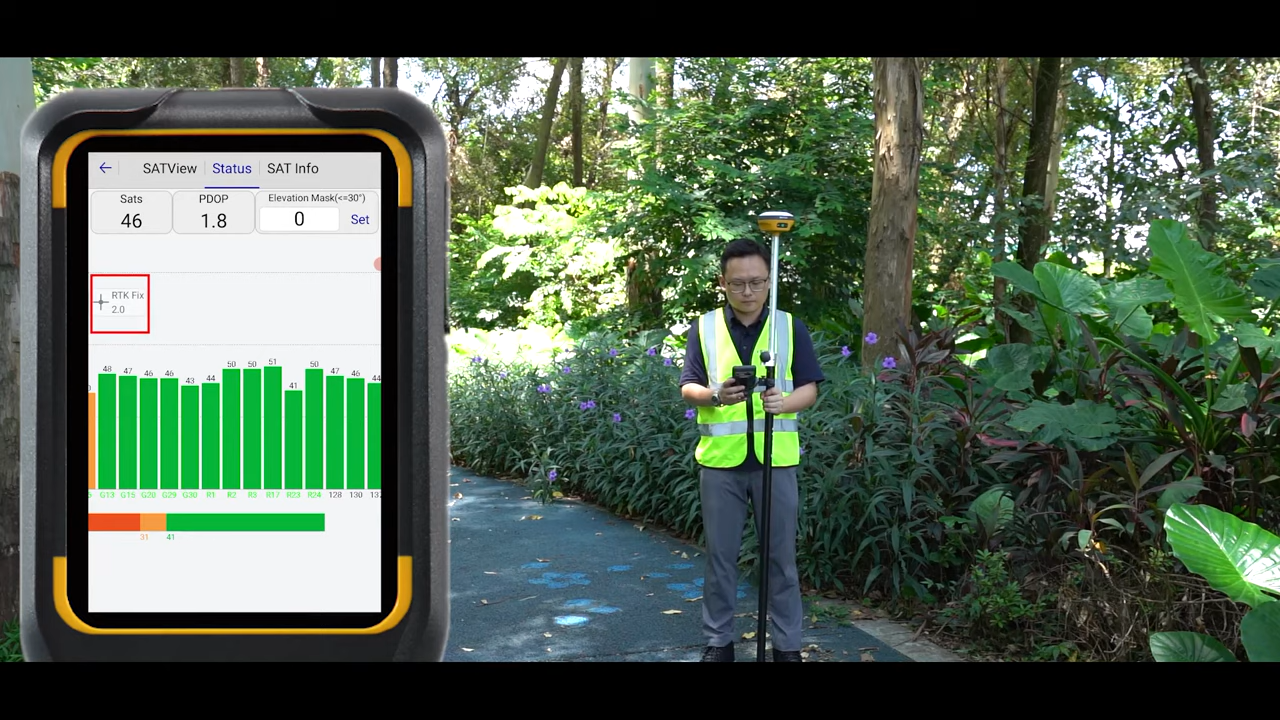 SATView Status SAT Info
Sats PDOP Elevation Mask(<=30°)
46 1.8 0 Set
RTK Fix
2.0
48 47 46 46 43 44 50 50 51 41 50 47 46 44
G13 G15 G20 G29 G30 R1 R2 R3 R17 R23 R24 128 130 132
31 41